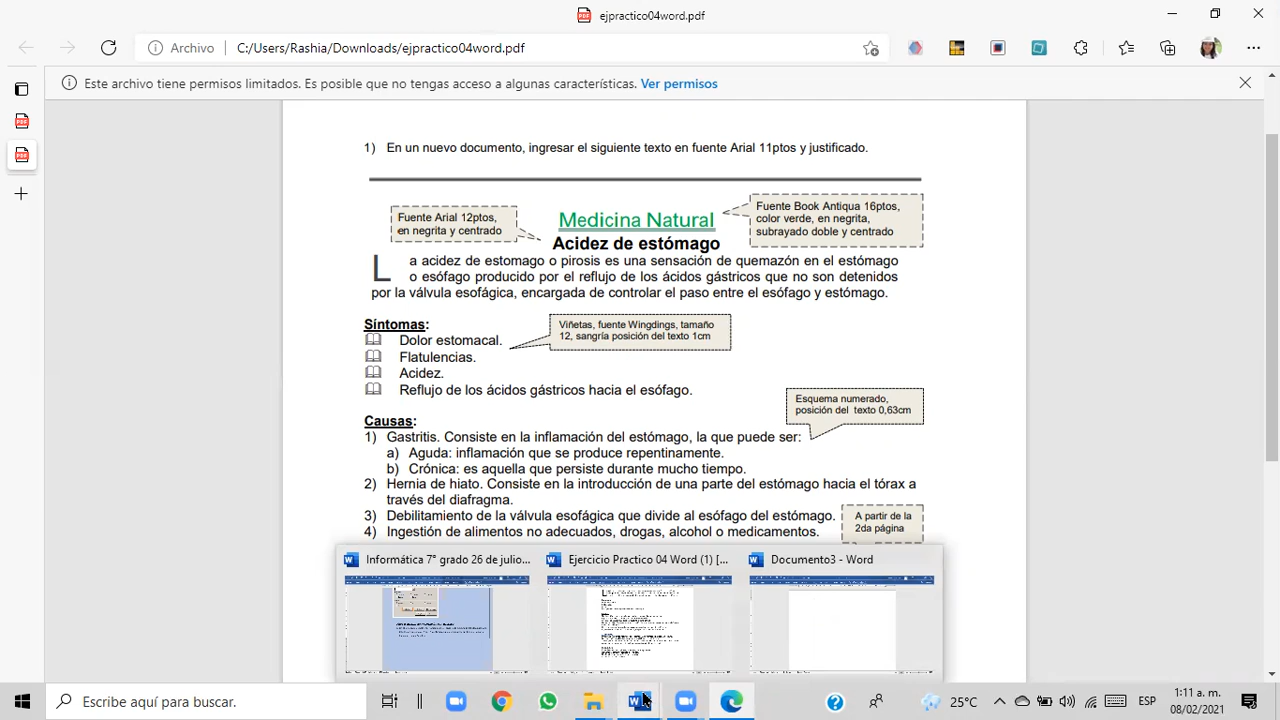 ejpractico04word.pdf
Archivo C:/Users/Rashia/Downloads/ejpractico04word.pdf
Este archivo tiene permisos limitados. Es posible que no tengas acceso a algunas características. Ver permisos
1) En un nuevo documento, ingresar el siguiente texto en fuente Arial 11ptos y justificado.
Fuente Arial 12ptos,
en negrita y centrado
Medicina Natural
Fuente Book Antiqua 16ptos,
color verde, en negrita,
subrayado doble y centrado
Acidez de estómago
La acidez de estomago o pirosis es una sensación de quemazón en el estómago
o esófago producido por el reflujo de los ácidos gástricos que no son detenidos
por la válvula esofágica, encargada de controlar el paso entre el esófago y estómago.
Síntomas:
Viñetas, fuente Wingdings, tamaño
12, sangría posición del texto 1cm
Dolor estomacal.
Flatulencias.
Acidez.
Reflujo de los ácidos gástricos hacia el esófago.
Esquema numerado,
posición del texto 0,63cm
Causas:
1) Gastritis. Consiste en la inflamación del estómago, la que puede ser:
a) Aguda: inflamación que se produce repentinamente.
b) Crónica: es aquella que persiste durante mucho tiempo.
2) Hernia de hiato. Consiste en la introducción de una parte del estómago hacia el tórax a
través del diafragma.
3) Debilitamiento de la válvula esofágica que divide al esófago del estómago.
4) Ingestión de alimentos no adecuados, drogas, alcohol o medicamentos.
A partir de la
2da página
Informática 7° grado 26 de julio...
Ejercicio Practico 04 Word (1) [...
Documento3 - Word
Escribe aquí para buscar.
25°C
ESP
1:11 a. m.
08/02/2021